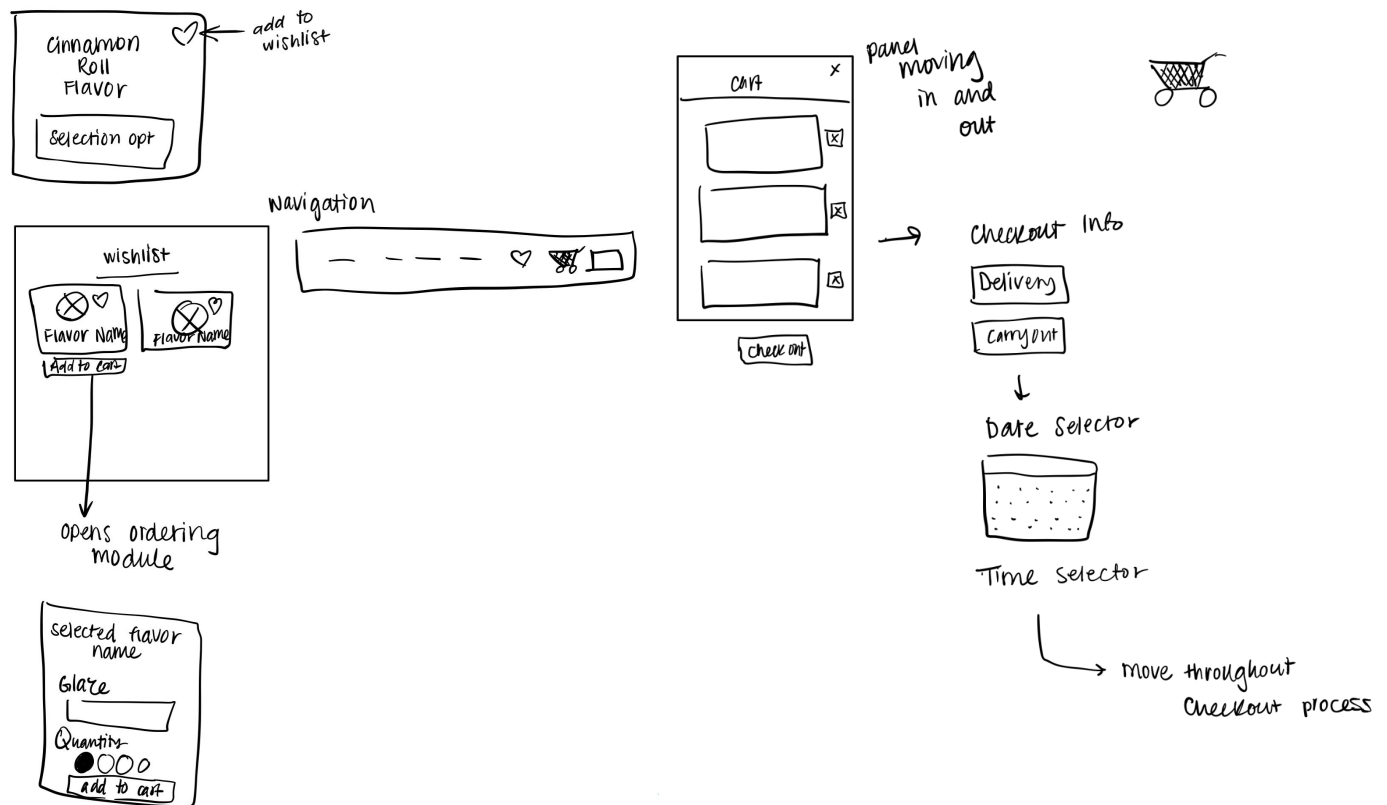 Cinnamon
Roll
Flavor
Selection opt
add to
wishlist
wishlist
Flavor Name
Flavor Name
Add to cart
opens ordering
module
selected flavor
name
Glaze
Quantity
add to cart
Navigation
cart
x
x
x
x
check out
panel
moving
in and
out
Checkout Info
Delivery
Carryout
Date Selector
Time Selector
move throughout
Checkout process